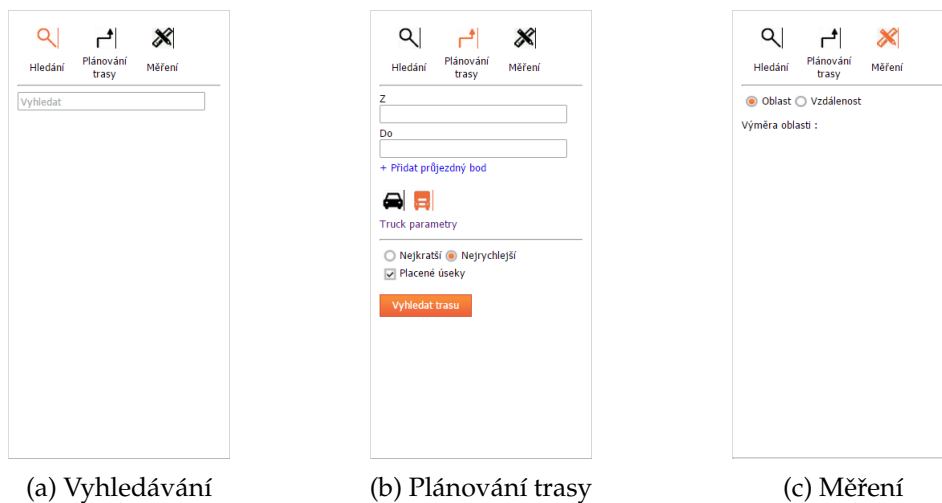 Hledání
Plánování
trasy
Měření
Vyhledat
(a) Vyhledávání
Hledání
Plánování
trasy
Měření
Z
Do
+ Přidat průjezdný bod
Truck parametry
Nejkratší Nejrychlejší
Placené úseky
Vyhledat trasu
(b) Plánování trasy
Hledání
Plánování
trasy
Měření
Oblast Vzdálenost
Výměra oblasti :
(c) Měření